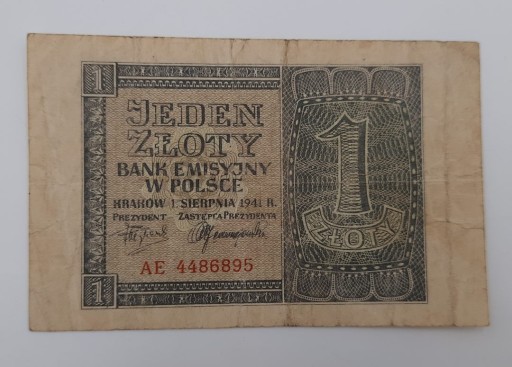 1
JEDEN
ZŁOTY
BANK EMISYJNY
W POLSCE
KRAKÓW 1. SIERPNIA 1941 R.
PREZYDENT ZASTĘPCA PREZYDENTA
AE 4486895
1
1
ZŁOTY